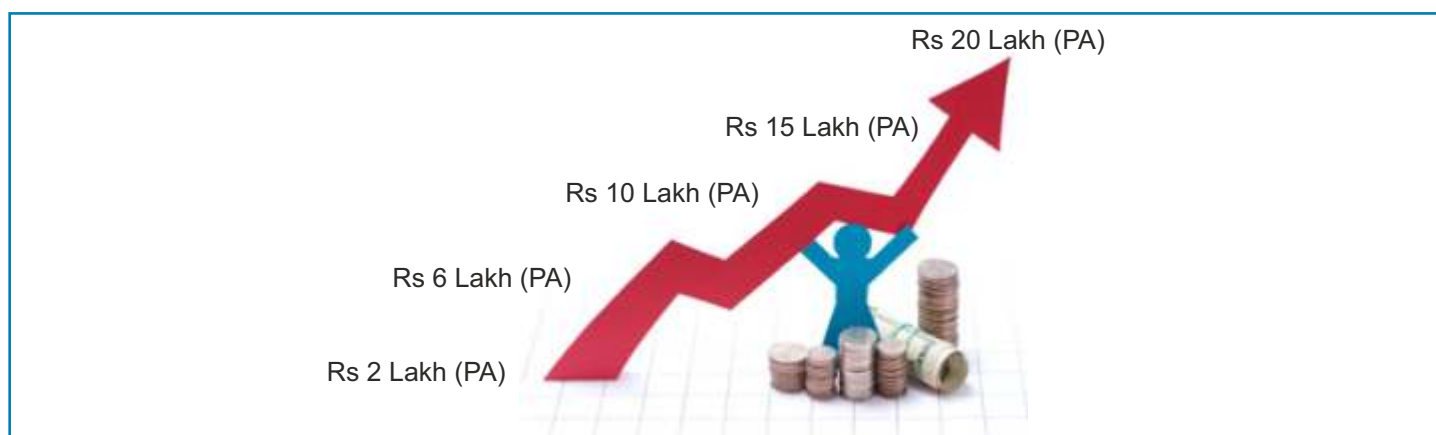 Rs 20 Lakh (PA)
Rs 15 Lakh (PA)
Rs 10 Lakh (PA)
Rs 6 Lakh (PA)
Rs 2 Lakh (PA)